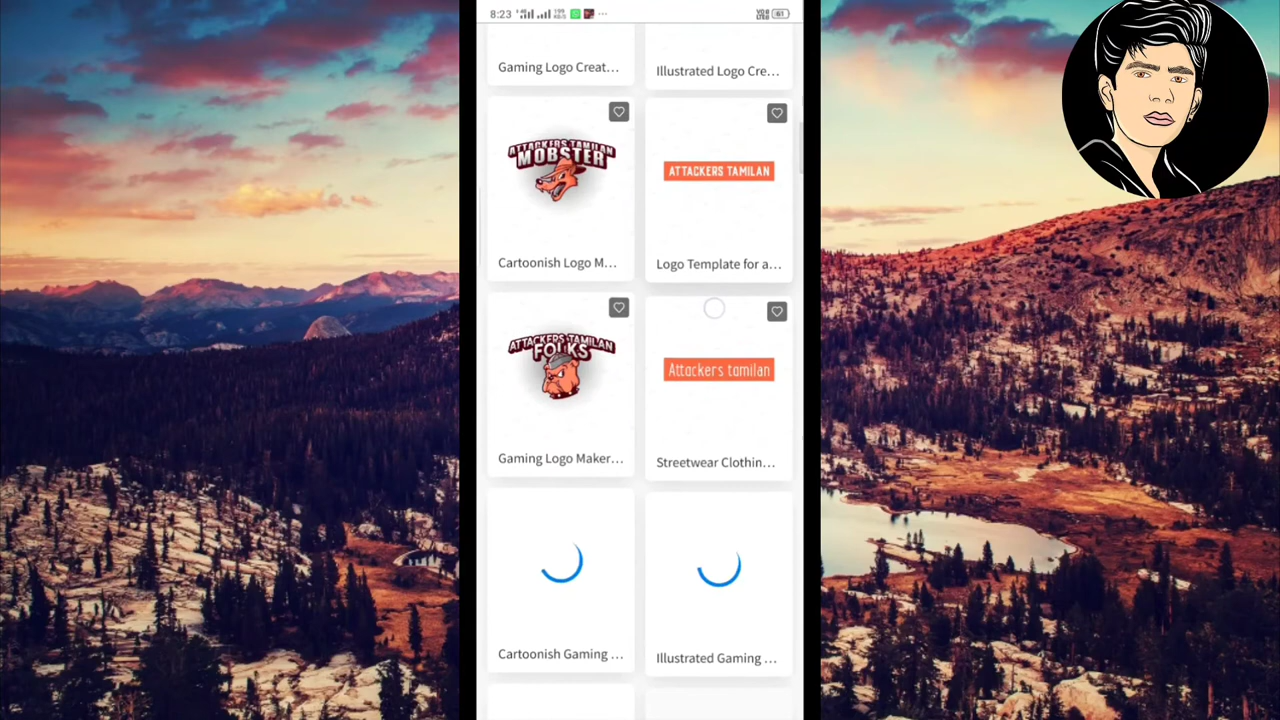 8:23
61
Gaming Logo Creat...
Illustrated Logo Cre...
ATTACKERS TAMILAN
MOBSTER
ATTACKERS TAMILAN
Cartoonish Logo M...
Logo Template for a...
ATTACKERS TAMILAN
FOLKS
Attackers tamilan
Gaming Logo Maker...
Streetwear Clothin...
Cartoonish Gaming ...
Illustrated Gaming ...